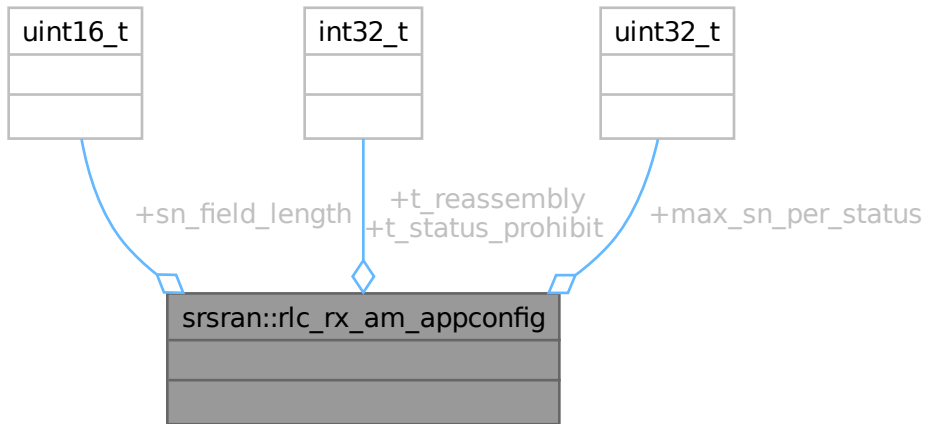 uint16_t
int32_t
uint32_t
+sn_field_length
+t_reassembly
+t_status_prohibit
+max_sn_per_status
srsran::rlc_rx_am_appconfig